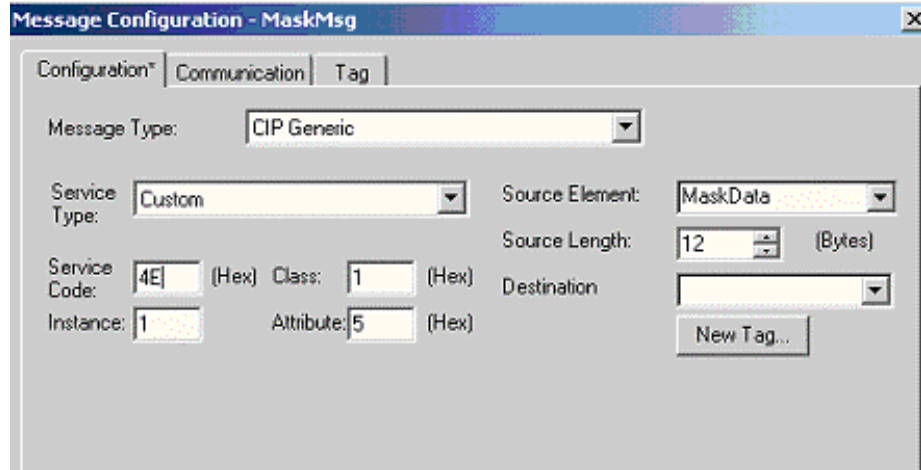 Message Configuration - MaskMsg
Configuration* Communication Tag
Message Type: CIP Generic
Service Type: Custom
Source Element: MaskData
Source Length: 12 (Bytes)
Service Code: 4E (Hex) Class: 1 (Hex)
Destination
Instance: 1 Attribute: 5 (Hex)
New Tag...